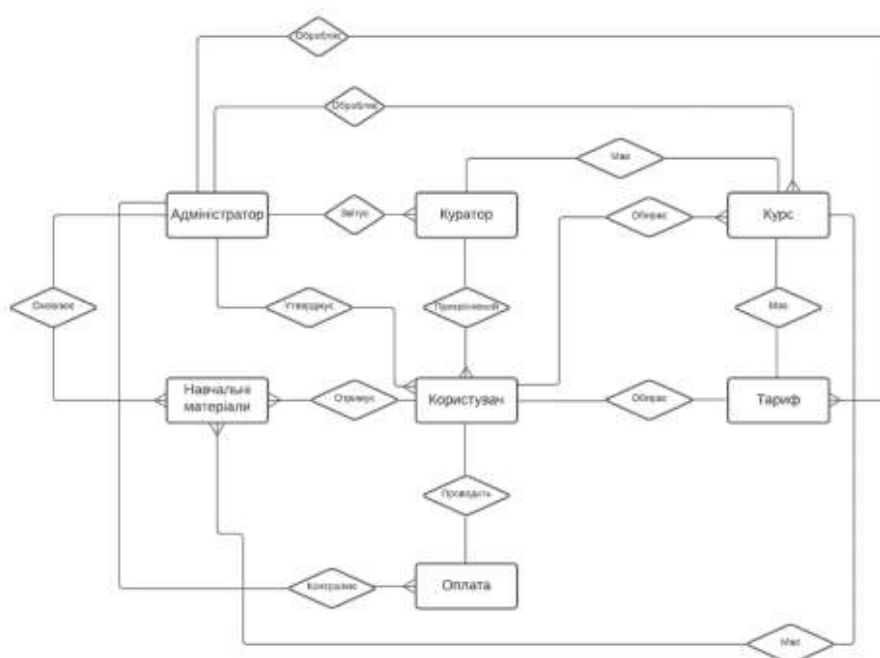 Обробляє
Обробляє
Має
Адміністратор
Звітує
Куратор
Обирає
Курс
Оновлює
Утверджує
Прикріплений
Має
Навчальні
матеріали
Отримує
Користувач
Обирає
Тариф
Проводить
Контролює
Оплата
Має